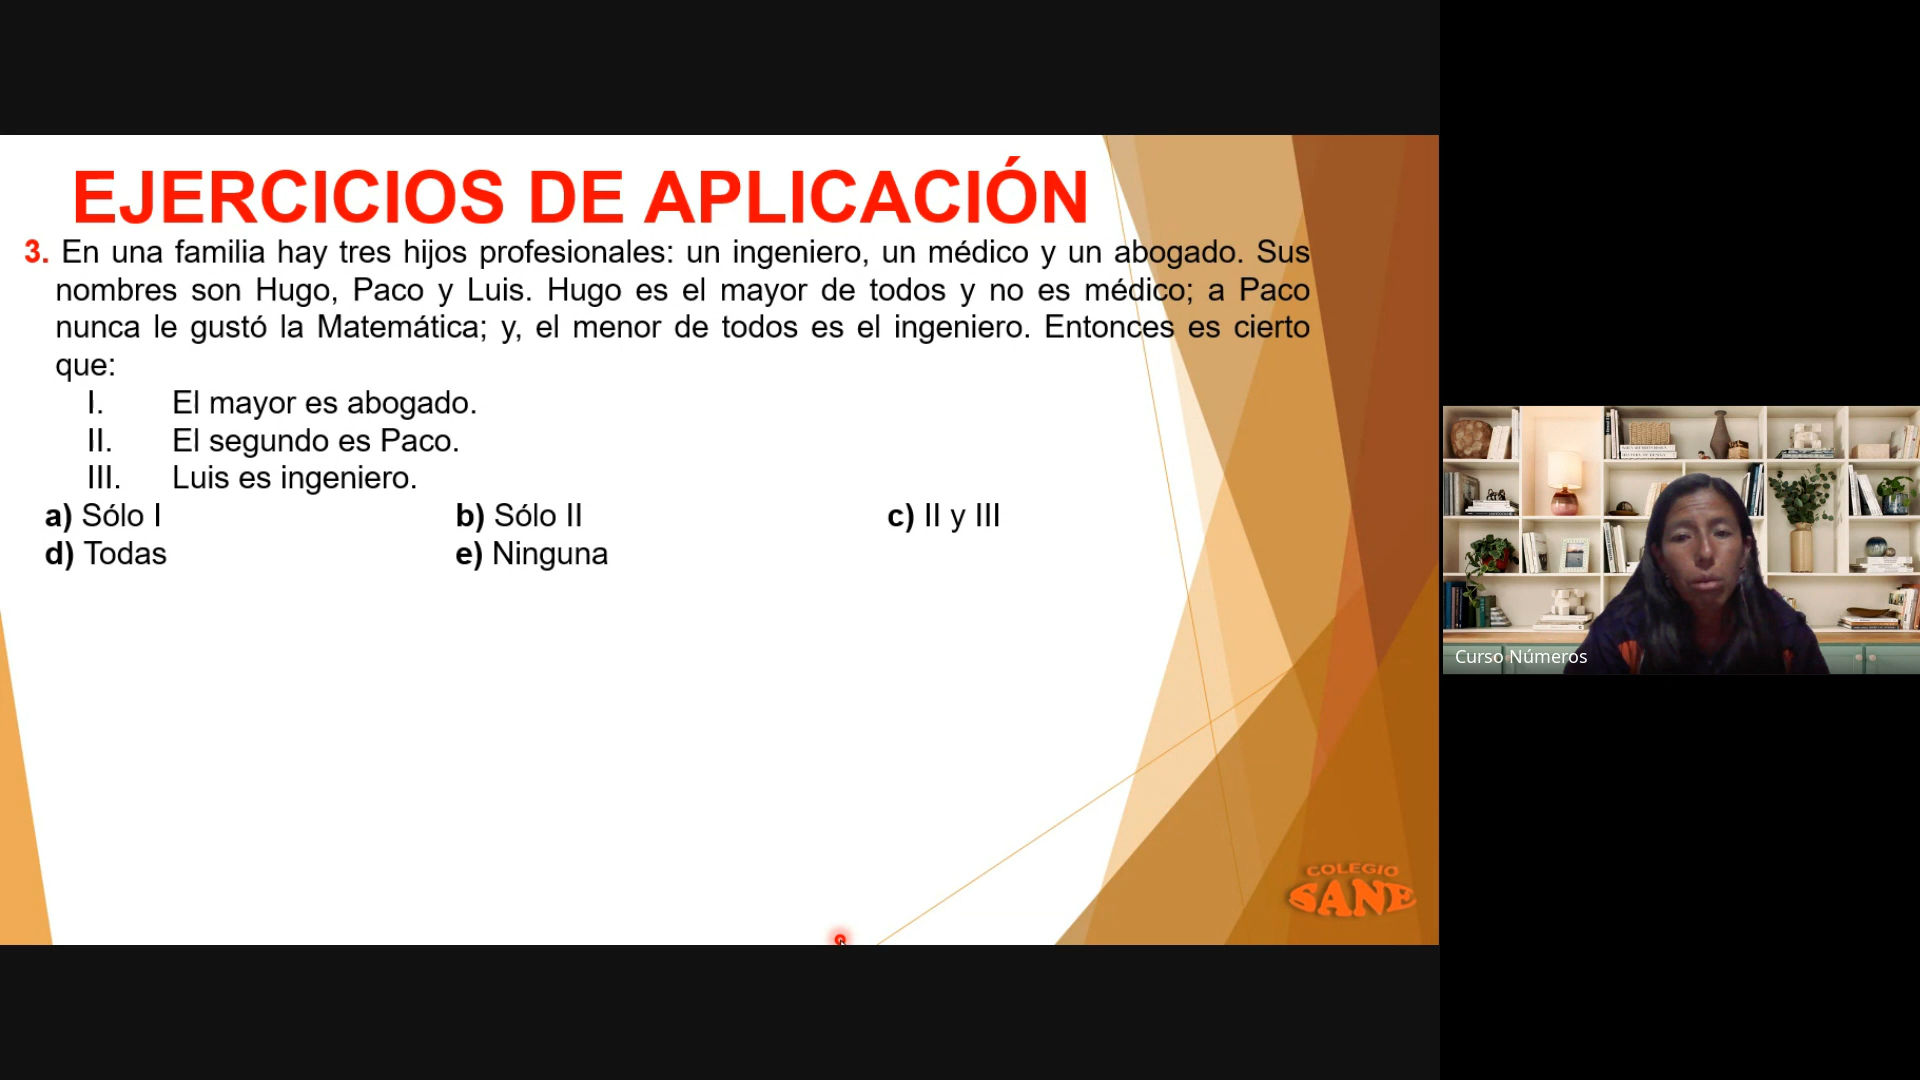 EJERCICIOS DE APLICACIÓN
3. En una familia hay tres hijos profesionales: un ingeniero, un médico y un abogado. Sus
nombres son Hugo, Paco y Luis. Hugo es el mayor de todos y no es médico; a Paco
nunca le gustó la Matemática; y, el menor de todos es el ingeniero. Entonces es cierto
que:
I. El mayor es abogado.
II. El segundo es Paco.
III. Luis es ingeniero.
a) Sólo I b) Sólo II c) II y III
d) Todas e) Ninguna
COLEGIO
SANE
Curso Números